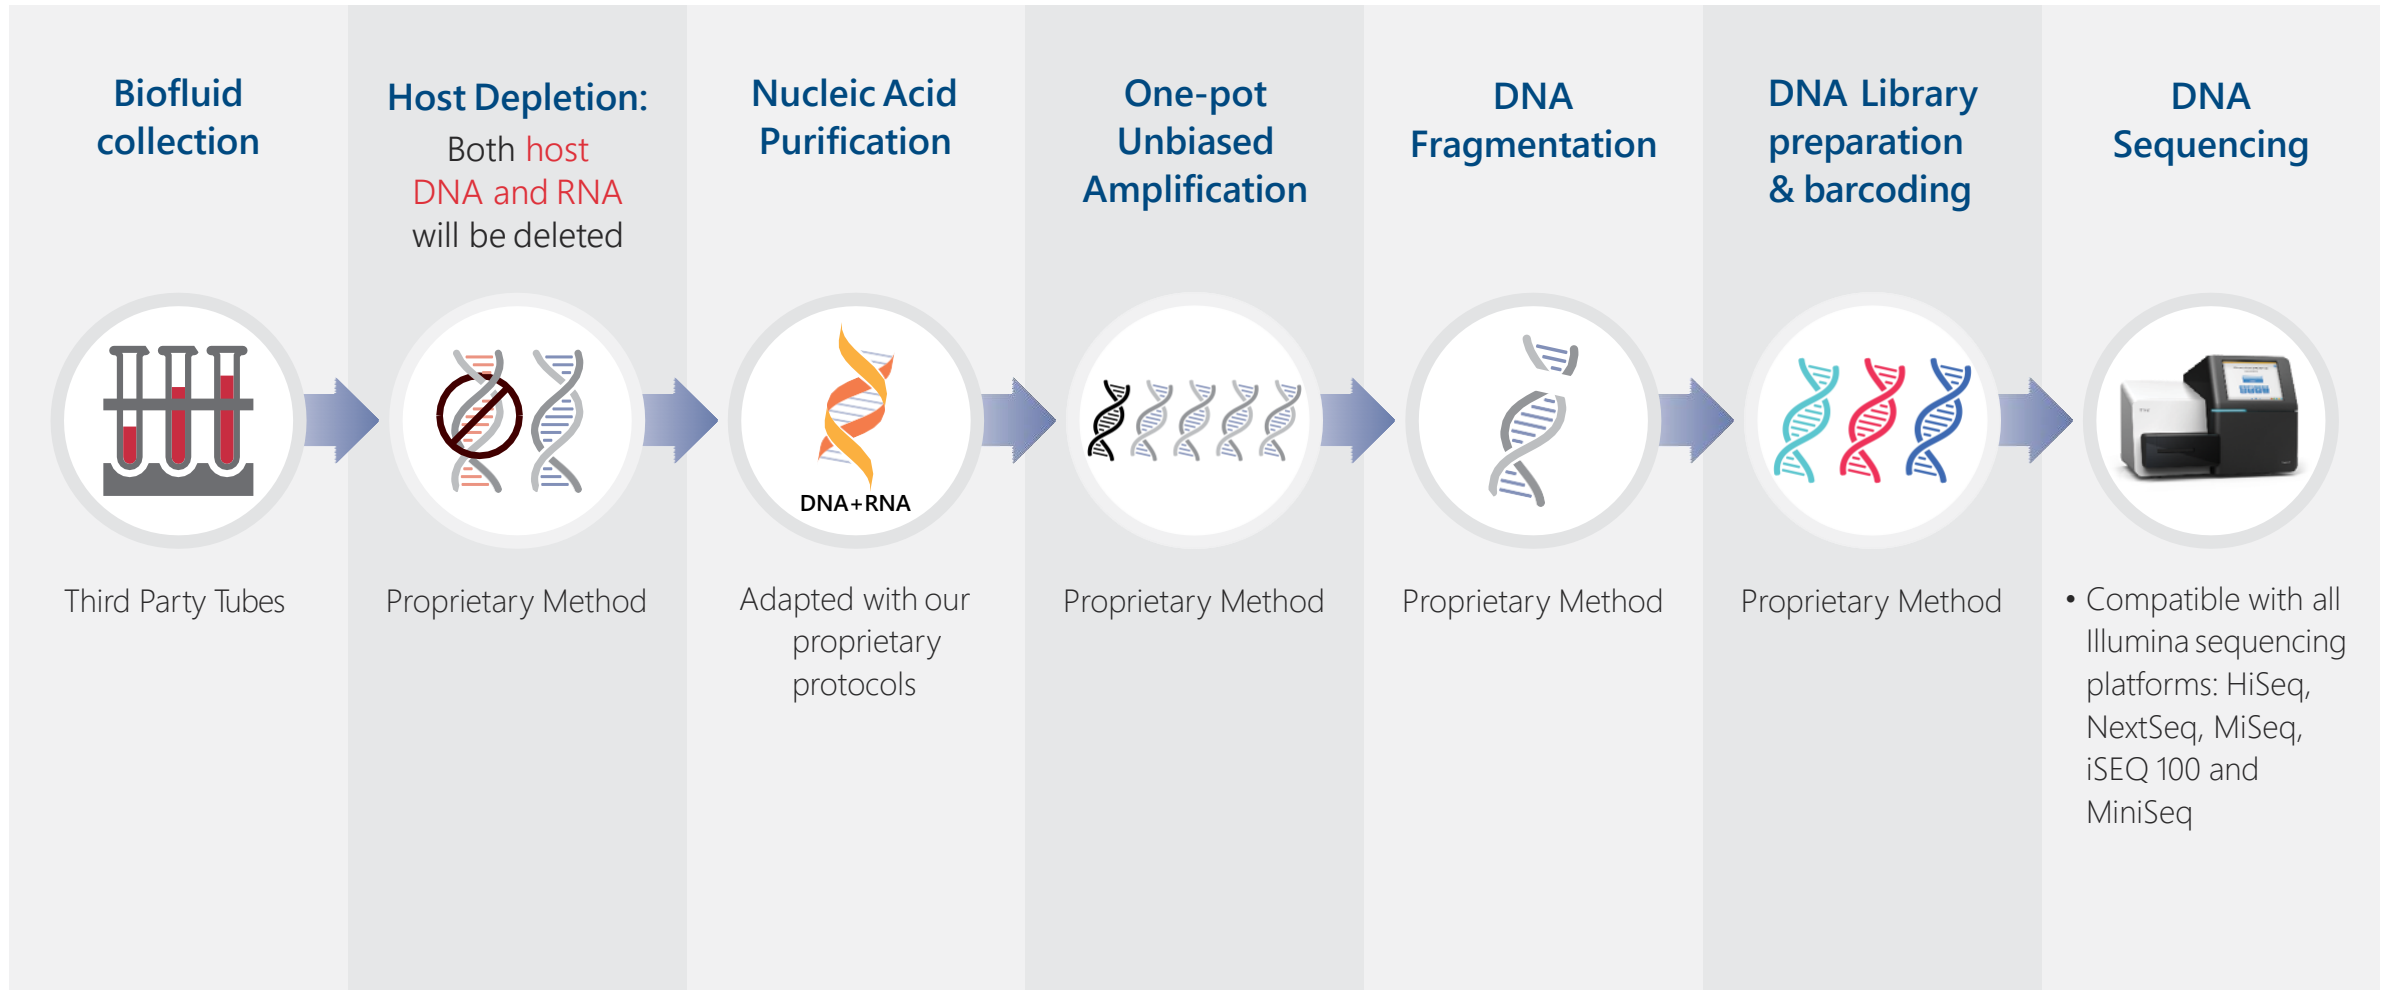 Biofluid
collection
Host Depletion:
Both host
DNA and RNA
will be deleted
Nucleic Acid
Purification
One-pot
Unbiased
Amplification
DNA
Fragmentation
DNA Library
preparation
& barcoding
DNA
Sequencing
DNA+RNA
Third Party Tubes
Proprietary Method
Adapted with our
proprietary
protocols
Proprietary Method
Proprietary Method
Proprietary Method
• Compatible with all
Illumina sequencing
platforms: HiSeq,
NextSeq, MiSeq,
iSEQ 100 and
MiniSeq